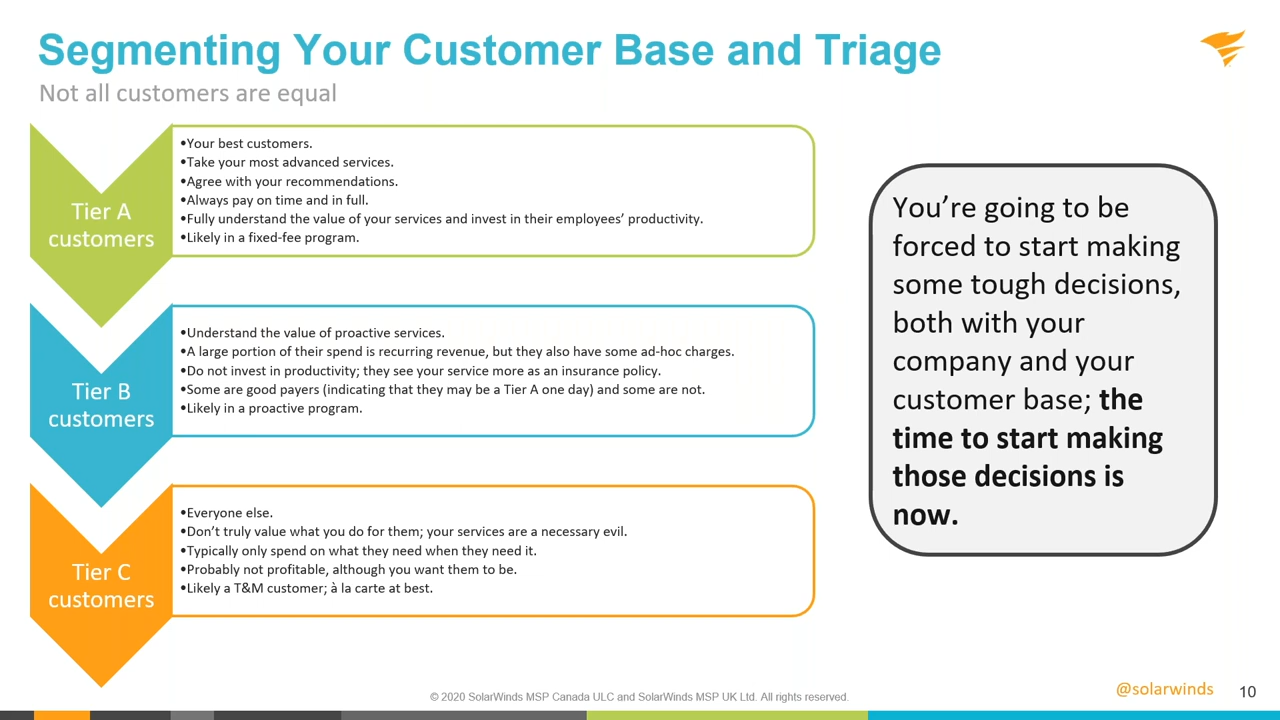 Segmenting Your Customer Base and Triage
Not all customers are equal
Tier A
customers
•Your best customers.
•Take your most advanced services.
•Agree with your recommendations.
•Always pay on time and in full.
•Fully understand the value of your services and invest in their employees’ productivity.
•Likely in a fixed-fee program.
Tier B
customers
•Understand the value of proactive services.
•A large portion of their spend is recurring revenue, but they also have some ad-hoc charges.
•Do not invest in productivity; they see your service more as an insurance policy.
•Some are good payers (indicating that they may be a Tier A one day) and some are not.
•Likely in a proactive program.
Tier C
customers
•Everyone else.
•Don’t truly value what you do for them; your services are a necessary evil.
•Typically only spend on what they need when they need it.
•Probably not profitable, although you want them to be.
•Likely a T&M customer; à la carte at best.
You’re going to be
forced to start making
some tough decisions,
both with your
company and your
customer base; the
time to start making
those decisions is
now.
© 2020 SolarWinds MSP Canada ULC and SolarWinds MSP UK Ltd. All rights reserved.
@solarwinds
10